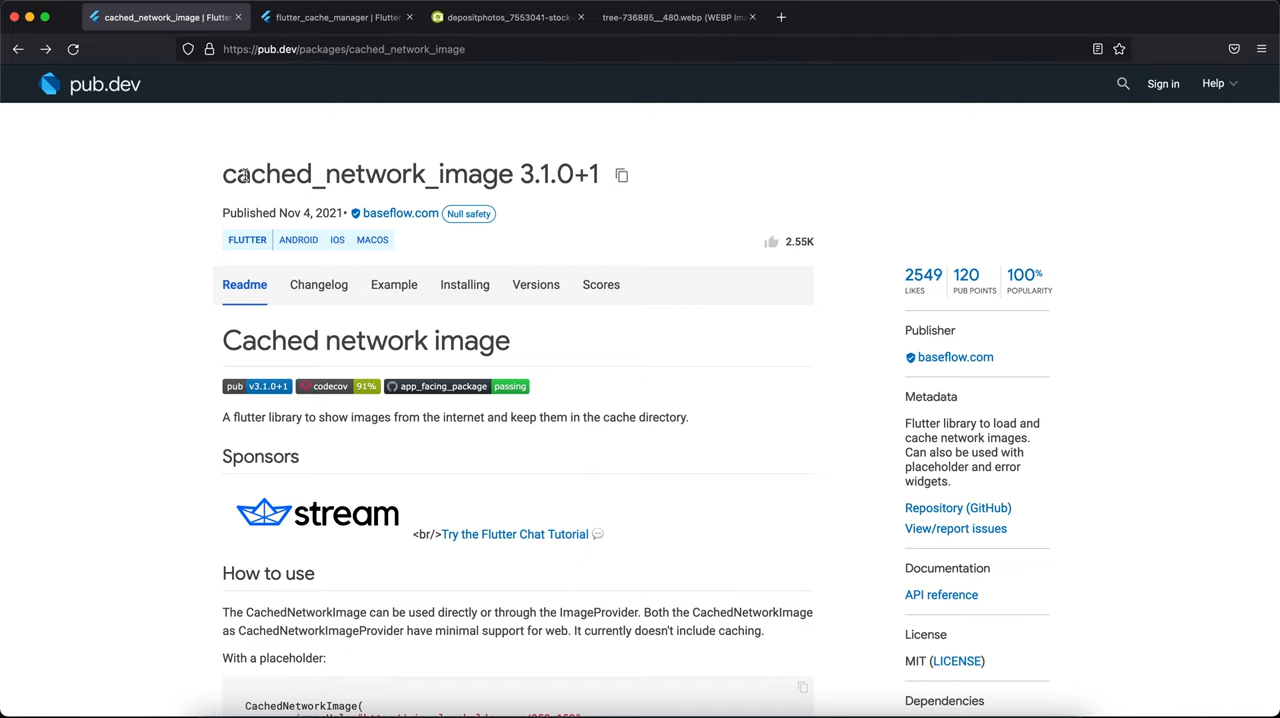 cached_network_image | Flutter
flutter_cache_manager | Flutter
depositphotos_7553041-stock-
tree-736885__480.webp (WEBP Im
https://pub.dev/packages/cached_network_image
pub.dev
Sign in
Help
cached_network_image 3.1.0+1
Published Nov 4, 2021• baseflow.com Null safety
FLUTTER ANDROID IOS MACOS
2.55K
Readme Changelog Example Installing Versions Scores
2549 120 100%
LIKES PUB POINTS POPULARITY
Cached network image
pub v3.1.0+1 codecov 91% app_facing_package passing
A flutter library to show images from the internet and keep them in the cache directory.
Sponsors
stream
<br/>Try the Flutter Chat Tutorial
How to use
The CachedNetworkImage can be used directly or through the ImageProvider. Both the CachedNetworkImage
as CachedNetworkImageProvider have minimal support for web. It currently doesn't include caching.
With a placeholder:
CachedNetworkImage(
Publisher
baseflow.com
Metadata
Flutter library to load and
cache network images.
Can also be used with
placeholder and error
widgets.
Repository (GitHub)
View/report issues
Documentation
API reference
License
MIT (LICENSE)
Dependencies